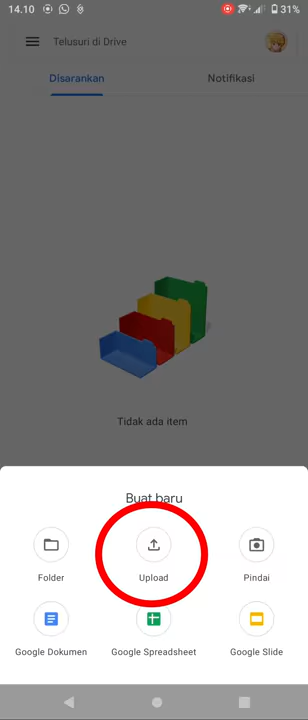 14.10
31%
Telusuri di Drive
Disarankan Notifikasi
Tidak ada item
Buat baru
Folder Upload Pindai
Google Dokumen Google Spreadsheet Google Slide